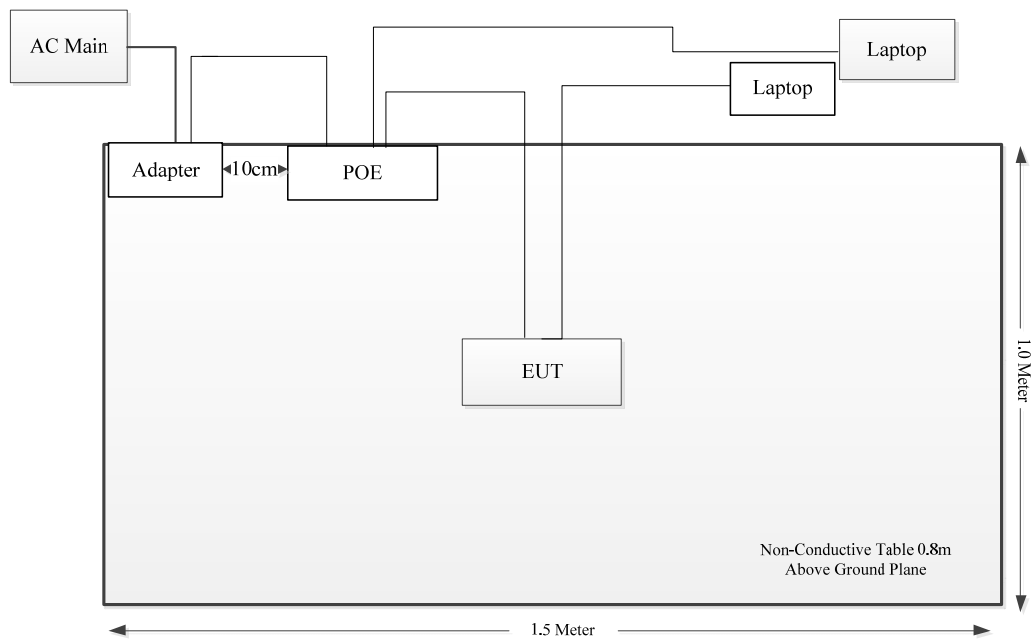 AC Main
Laptop
Laptop
Adapter
10cm
POE
EUT
1.0 Meter
Non-Conductive Table 0.8m
Above Ground Plane
1.5 Meter